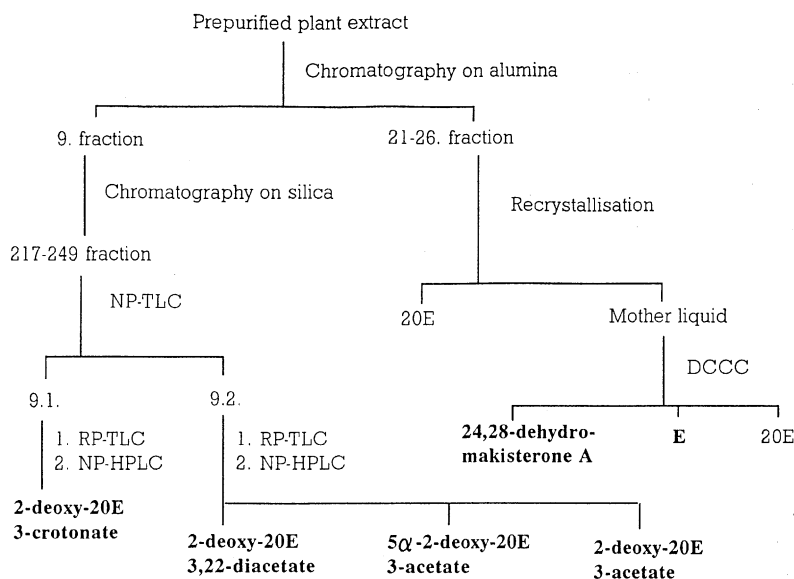 Prepurified plant extract
Chromatography on alumina
9. fraction
21-26. fraction
Chromatography on silica
Recrystallisation
217-249 fraction
NP-TLC
20E
Mother liquid
DCCC
9.1.
9.2.
1. RP-TLC
2. NP-HPLC
1. RP-TLC
2. NP-HPLC
24,28-dehydro-
makisterone A
E
20E
2-deoxy-20E
3-crotonate
2-deoxy-20E
3,22-diacetate
5α-2-deoxy-20E
3-acetate
2-deoxy-20E
3-acetate